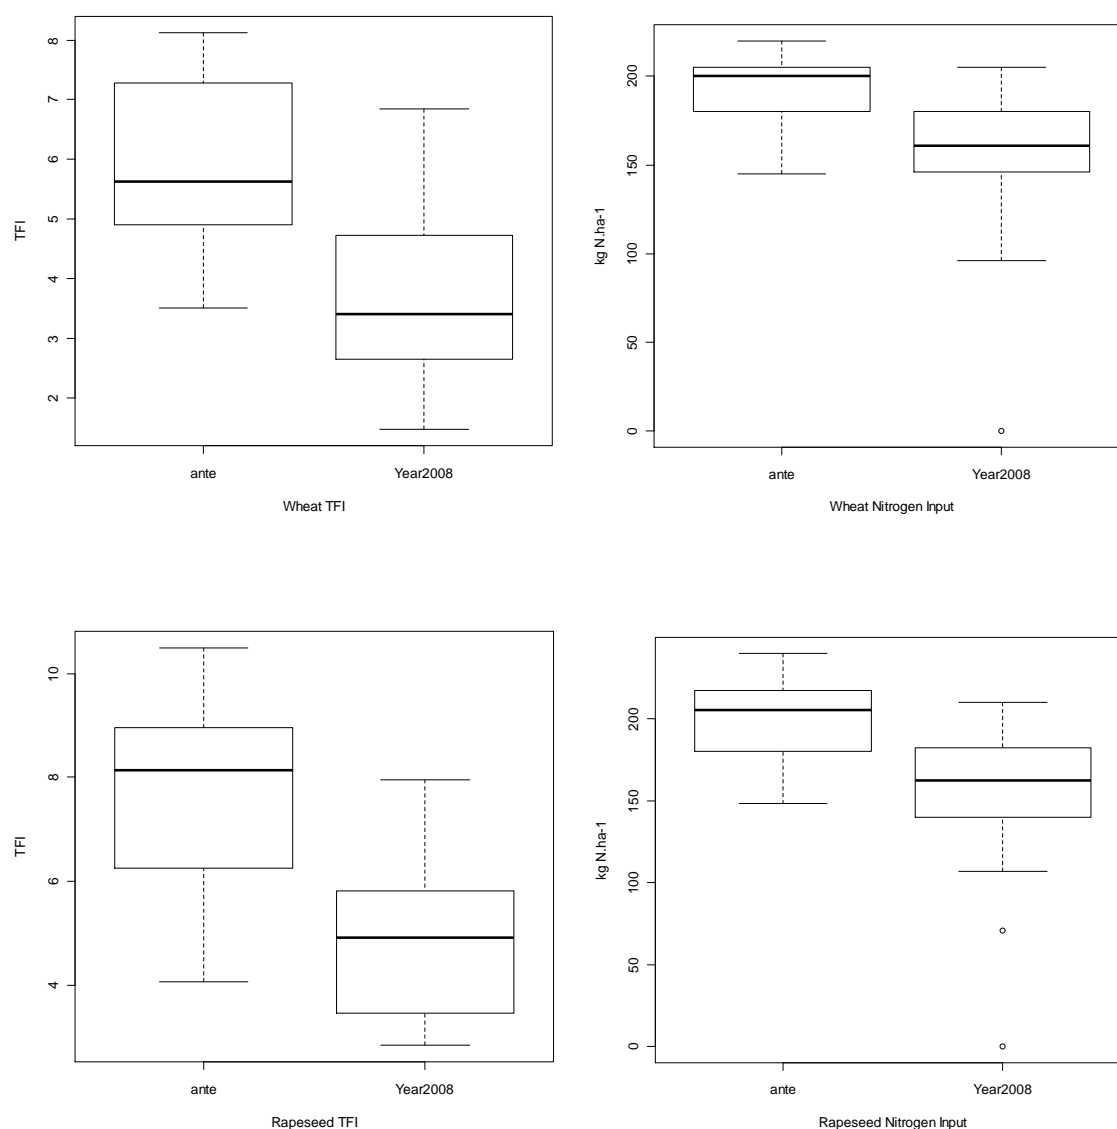 TFI
8
7
6
5
4
3
2
ante
Year2008
Wheat TFI
kg N.ha-1
200
150
100
50
0
ante
Year2008
Wheat Nitrogen Input
TFI
10
8
6
4
ante
Year2008
Rapeseed TFI
kg N.ha-1
200
150
100
50
0
ante
Year2008
Rapeseed Nitrogen Input